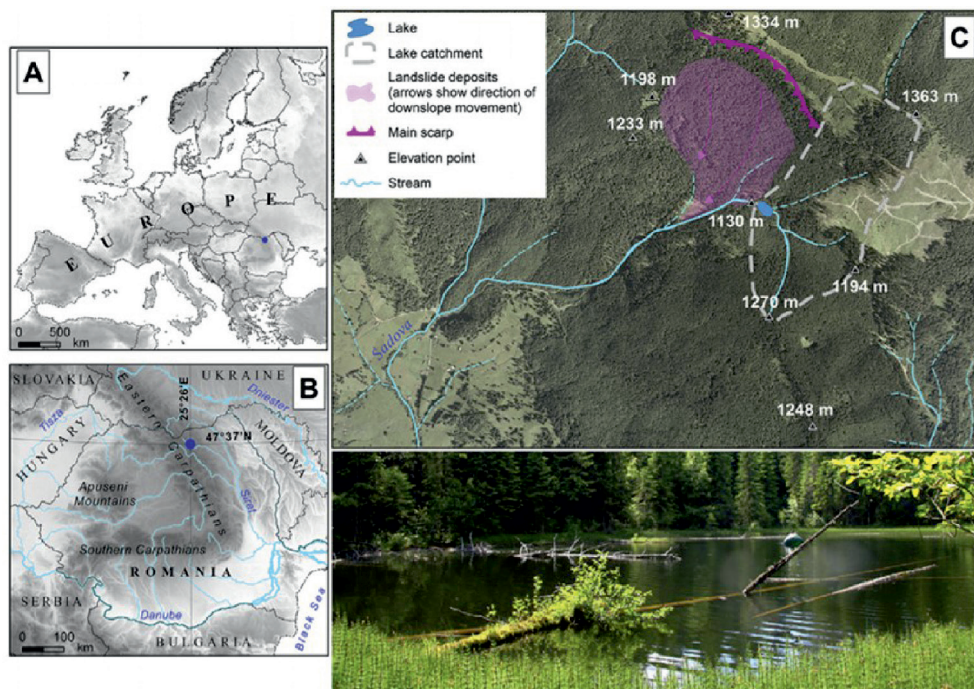 A
E U R O P E
0 500
km
B
SLOVAKIA
UKRAINE
25°26'E
Eastern Carpathians
Dniester
Tisza
47°37'N
HUNGARY
MOLDOVA
Apuseni
Mountains
Siret
Southern Carpathians
ROMANIA
SERBIA
Danube
Black Sea
0 100
km
BULGARIA
C
Lake
Lake catchment
Landslide deposits
(arrows show direction of
downslope movement)
Main scarp
Elevation point
Stream
1334 m
1198 m
1363 m
1233 m
1130 m
1194 m
1270 m
Sadova
1248 m